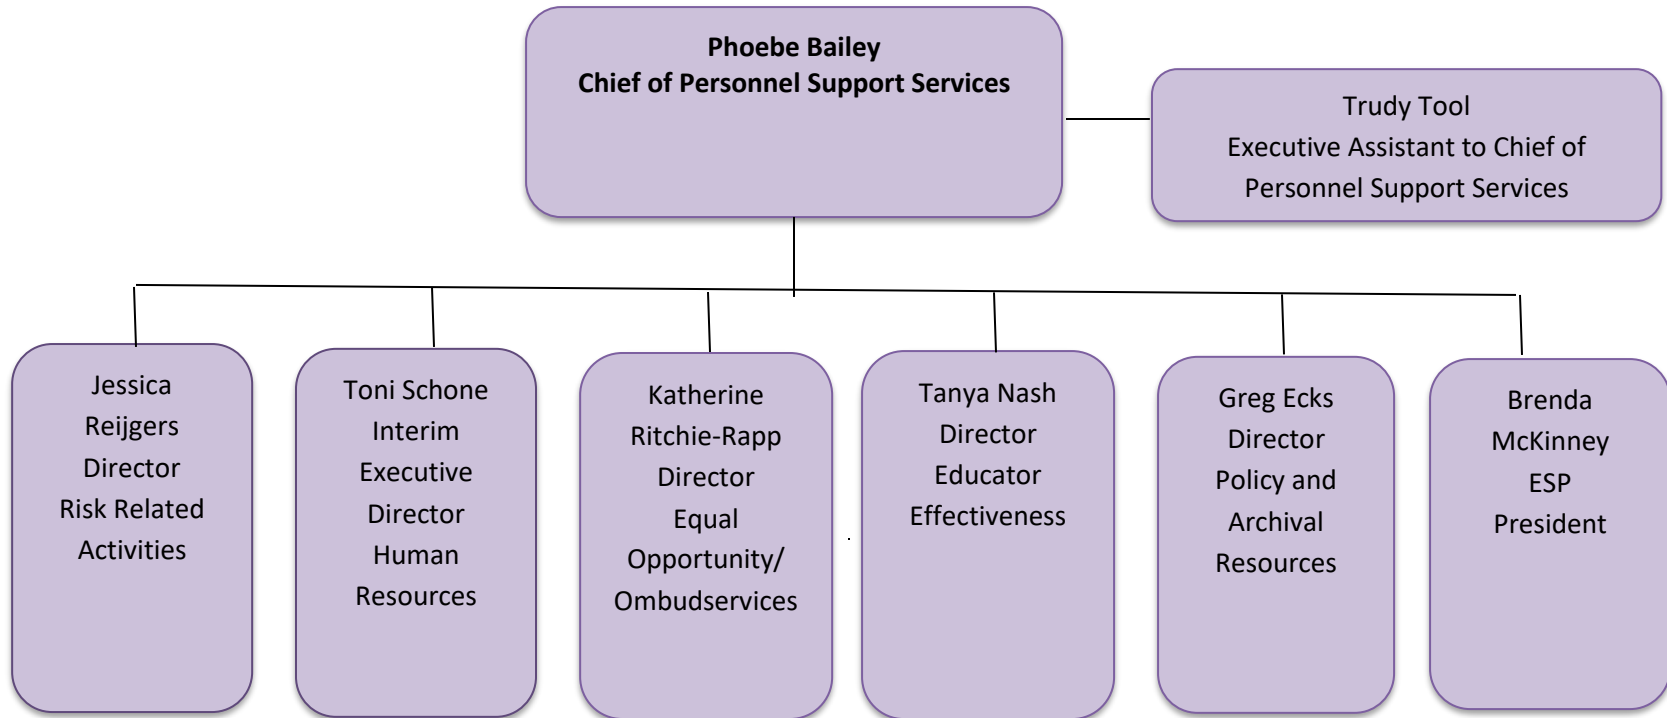 Phoebe Bailey
Chief of Personnel Support Services
Trudy Tool
Executive Assistant to Chief of
Personnel Support Services
Jessica
Reijgers
Director
Risk Related
Activities
Toni Schone
Interim
Executive
Director
Human
Resources
Katherine
Ritchie-Rapp
Director
Equal
Opportunity/
Ombudservices
Tanya Nash
Director
Educator
Effectiveness
Greg Ecks
Director
Policy and
Archival
Resources
Brenda
McKinney
ESP
President